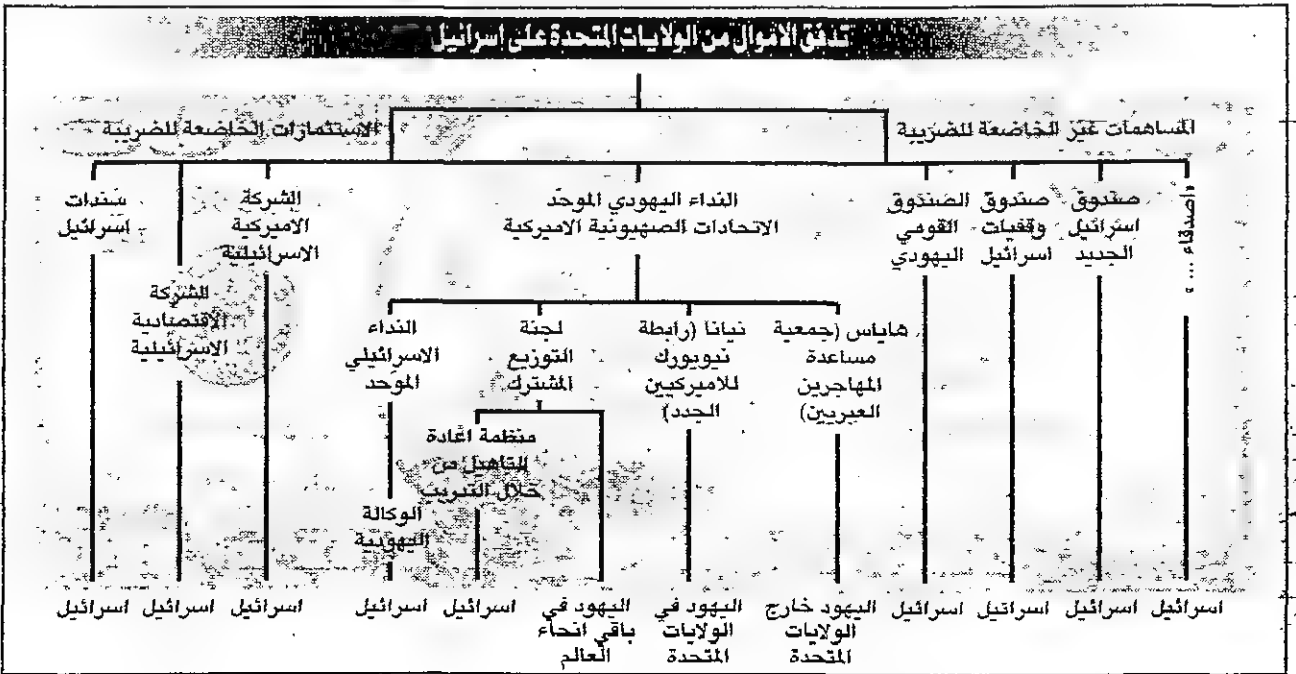 تدفق الاموال من الولايات المتحدة على اسرائيل
المساهمات غير الخاضعة للضريبة
الاستثمارات الخاضعة للضريبة
«اصدقاء ... »
صندوق
اسرائيل
الجديد
صندوق
وقفيات
اسرائيل
الصندوق
القومي
اليهودي
النداء اليهودي الموحد
الاتحادات الصهيونية الاميركية
الشركة
الاميركية
الاسرائيلية
الشركة
الاقتصادية
الاسرائيلية
سندات
اسرائيل
هاياس (جمعية
مساعدة
المهاجرين
العبريين)
نيانا (رابطة
نيويورك
للاميركيين
الجدد)
لجنة
التوزيع
المشترك
النداء
الاسرائيلي
الموحد
منظمة اعادة
التاهيل من
خلال التدريب
الوكالة
اليهودية
اسرائيل
اسرائيل
اسرائيل
اسرائيل
اليهود خارج
الولايات
المتحدة
اليهود في
الولايات
المتحدة
اليهود في
باقي انحاء
العالم
اسرائيل
اسرائيل
اسرائيل
اسرائيل
اسرائيل